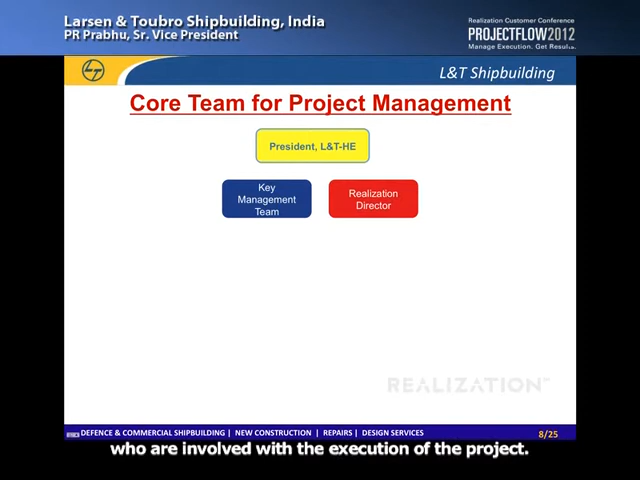 Larsen & Toubro Shipbuilding, India
PR Prabhu, Sr. Vice President
Realization Customer Conference
PROJECTFLOW2012
Manage Execution. Get Results.
L&T Shipbuilding
Core Team for Project Management
President, L&T-HE
Key
Management
Team
Realization
Director
REALIZATION™
DEFENCE & COMMERCIAL SHIPBUILDING | NEW CONSTRUCTION | REPAIRS | DESIGN SERVICES
8/25
who are involved with the execution of the project.